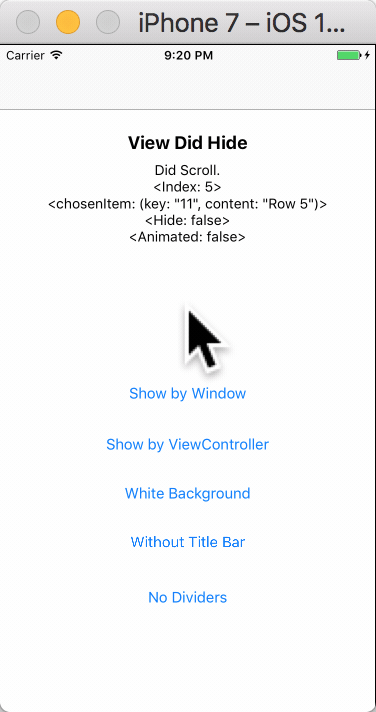 iPhone 7 – iOS 1...
Carrier 9:20 PM
View Did Hide
Did Scroll.
<Index: 5>
<chosenItem: (key: "11", content: "Row 5")>
<Hide: false>
<Animated: false>
Show by Window
Show by ViewController
White Background
Without Title Bar
No Dividers